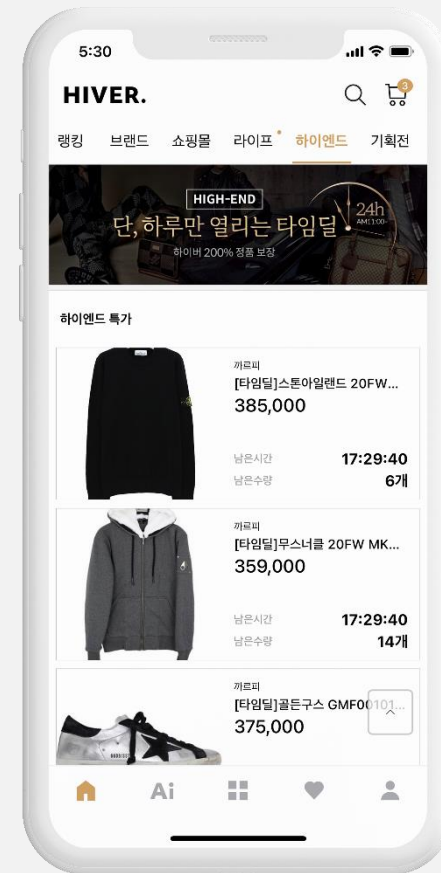 5:30
HIVER.
3
랭킹 브랜드 쇼핑몰 라이프 하이엔드 기획전
HIGH-END
단, 하루만 열리는 타임딜
24h
AM11:00~
하이버 200% 정품 보장
하이엔드 특가
까르피
[타임딜]스톤아일랜드 20FW...
385,000
남은시간 17:29:40
남은수량 6개
까르피
[타임딜]무스너클 20FW MK...
359,000
남은시간 17:29:40
남은수량 14개
까르피
[타임딜]골든구스 GMF00101...
375,000
Ai